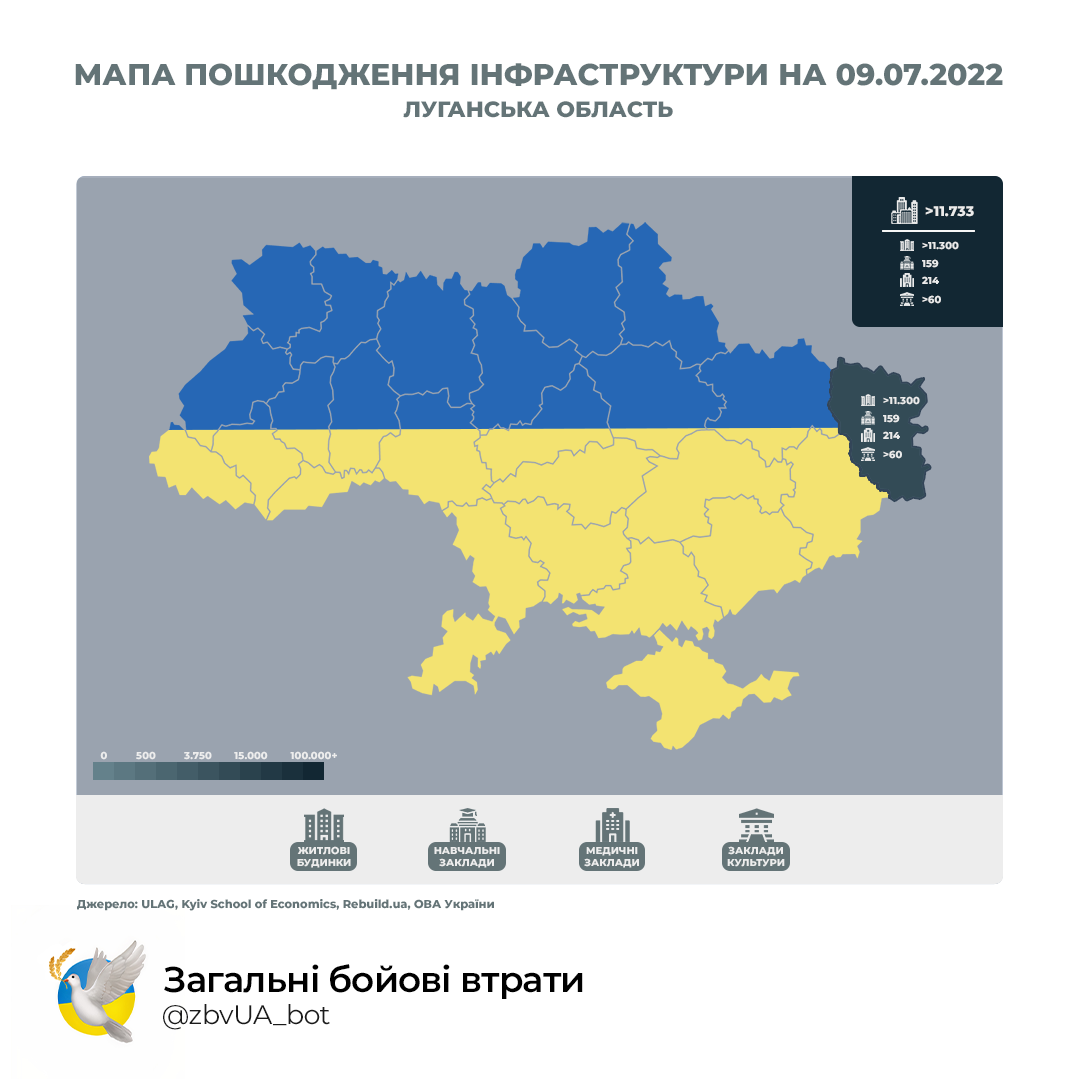 МАПА ПОШКОДЖЕННЯ ІНФРАСТРУКТУРИ НА 09.07.2022
ЛУГАНСЬКА ОБЛАСТЬ
>11.733
>11.300
159
214
>60
>11.300
159
214
>60
0 500 3.750 15.000 100.000+
ЖИТЛОВІ
БУДИНКИ
НАВЧАЛЬНІ
ЗАКЛАДИ
МЕДИЧНІ
ЗАКЛАДИ
ЗАКЛАДИ
КУЛЬТУРИ
Джерело: ULAG, Kyiv School of Economics, Rebuild.ua, ОВА України
Загальні бойові втрати
@zbvUA_bot